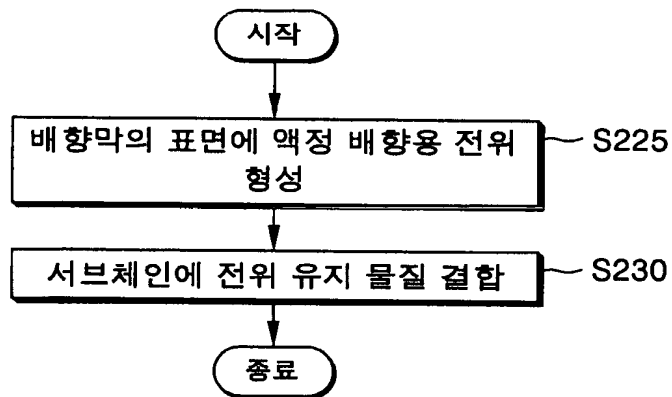 시작
배향막의 표면에 액정 배향용 전위
형성
S225
서브체인에 전위 유지 물질 결합
S230
종료